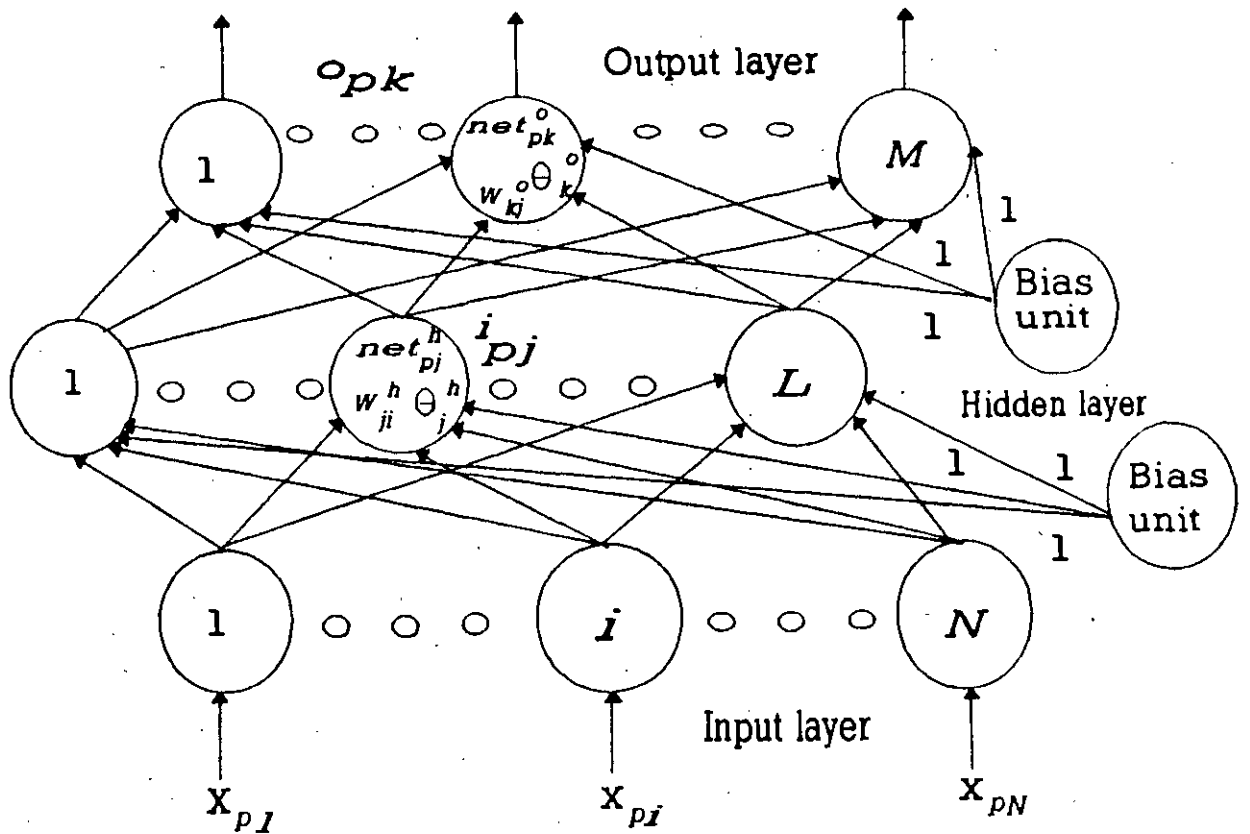 o_pk
Output layer
1
net^o_pk
W^o_kj θ^o_k
M
1
1
1
Bias
unit
1
net^h_pj
W^h_ji θ^h_j
i_pj
L
Hidden layer
1
1
1
Bias
unit
1
i
N
Input layer
X_p1
X_pi
X_pN